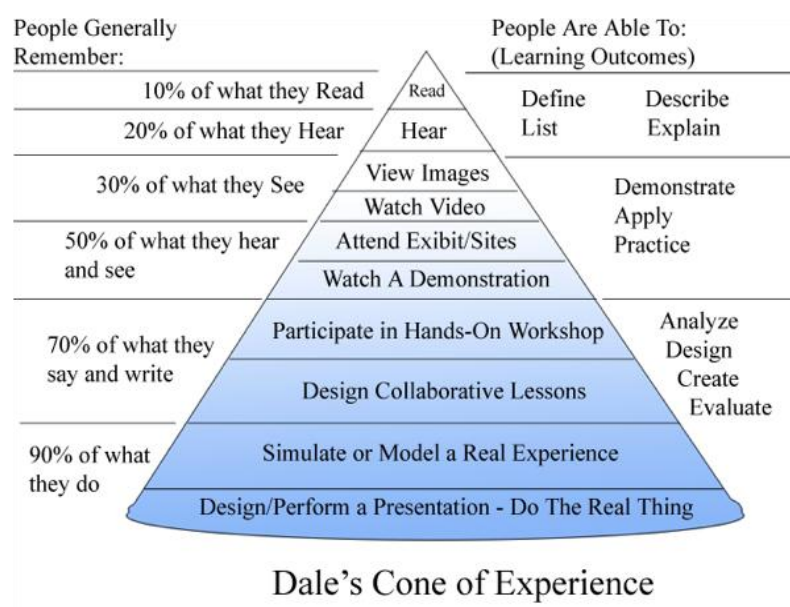 People Generally
Remember:
People Are Able To:
(Learning Outcomes)
10% of what they Read
Read
Define
Describe
List
Explain
20% of what they Hear
Hear
30% of what they See
View Images
Watch Video
Demonstrate
Apply
Practice
50% of what they hear
and see
Attend Exibit/Sites
Watch A Demonstration
70% of what they
say and write
Participate in Hands-On Workshop
Design Collaborative Lessons
Analyze
Design
Create
Evaluate
90% of what
they do
Simulate or Model a Real Experience
Design/Perform a Presentation - Do The Real Thing
Dale's Cone of Experience